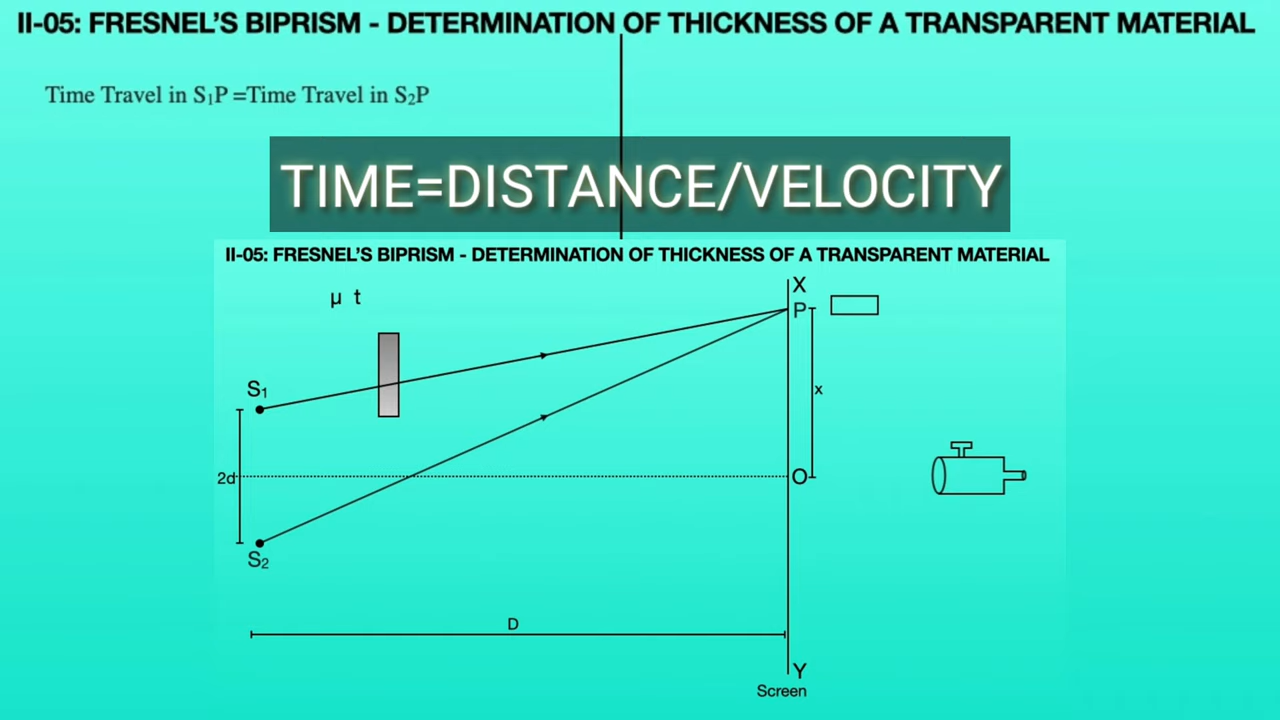 II-05: FRESNEL'S BIPRISM - DETERMINATION OF THICKNESS OF A TRANSPARENT MATERIAL
Time Travel in S₁P =Time Travel in S₂P
TIME=DISTANCE/VELOCITY
II-05: FRESNEL'S BIPRISM - DETERMINATION OF THICKNESS OF A TRANSPARENT MATERIAL
μ t
X
P
S₁
x
2d
O
S₂
D
Y
Screen